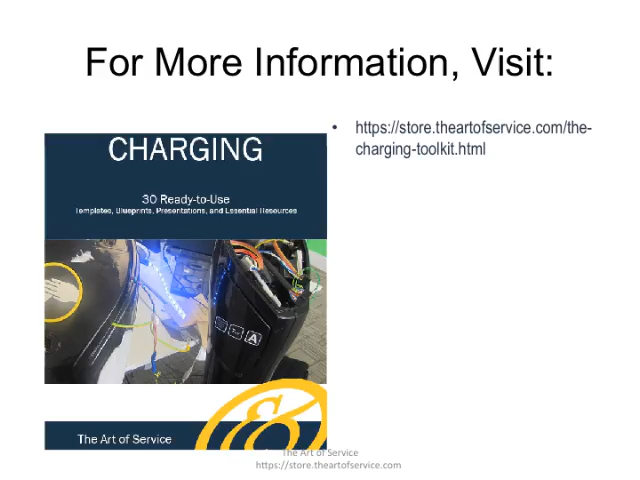 For More Information, Visit:
• https://store.theartofservice.com/the-
charging-toolkit.html
CHARGING
30 Ready-to-Use
Templates, Blueprints, Presentations, and Essential Resources
A
The Art of Service
The Art of Service
https://store.theartofservice.com